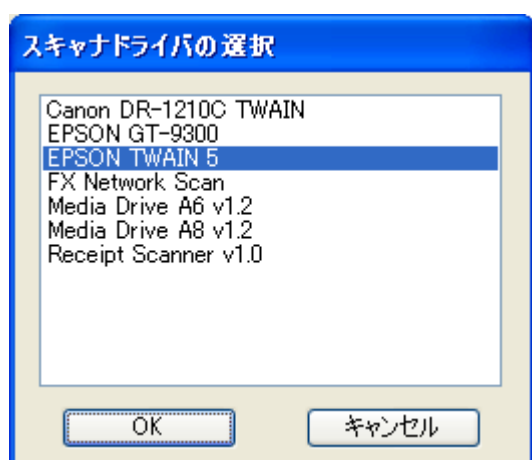 スキャナドライバの選択
Canon DR-1210C TWAIN
EPSON GT-9300
EPSON TWAIN 5
FX Network Scan
Media Drive A6 v1.2
Media Drive A8 v1.2
Receipt Scanner v1.0
OK
キャンセル